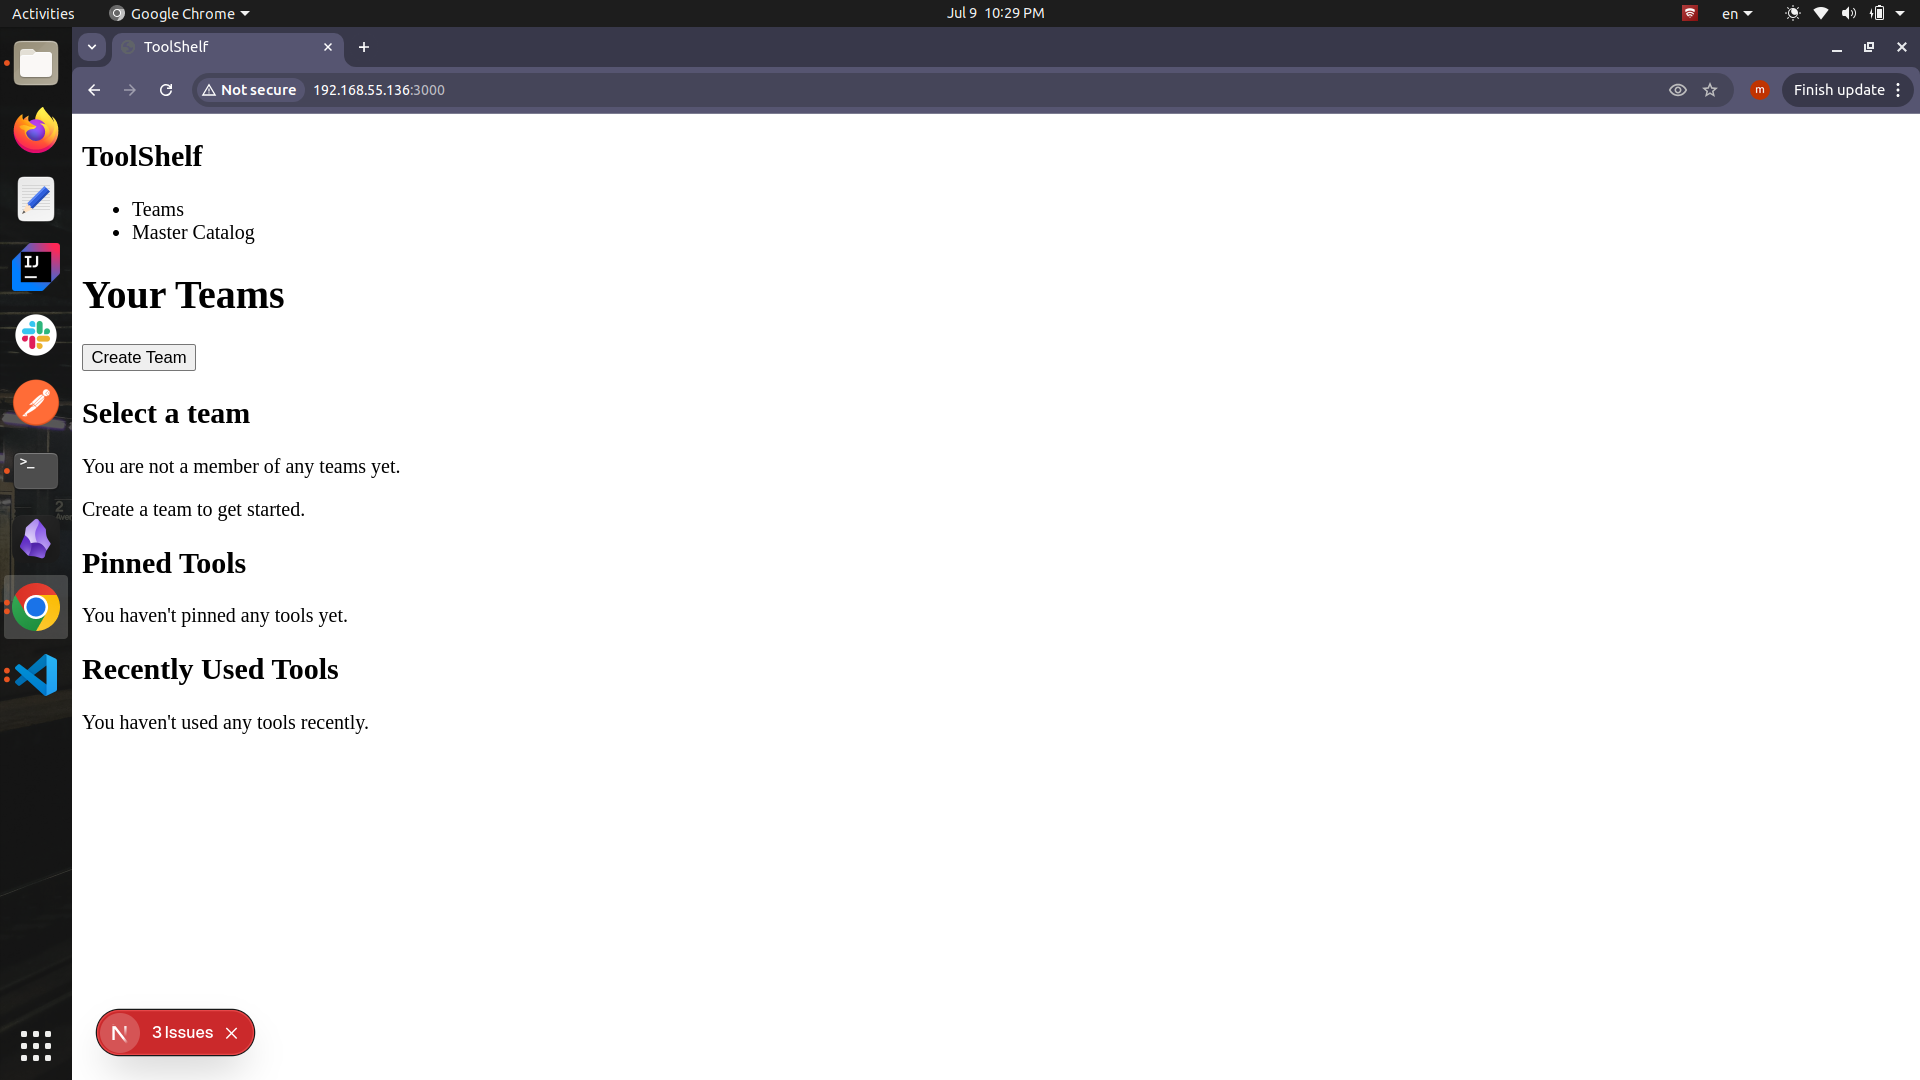 Activities
Google Chrome
Jul 9 10:29 PM
en
ToolShelf
Not secure
192.168.55.136:3000
m
Finish update
ToolShelf
Teams
Master Catalog
Your Teams
Create Team
Select a team
You are not a member of any teams yet.
Create a team to get started.
Pinned Tools
You haven't pinned any tools yet.
Recently Used Tools
You haven't used any tools recently.
IJ
>_
2
N
3 Issues